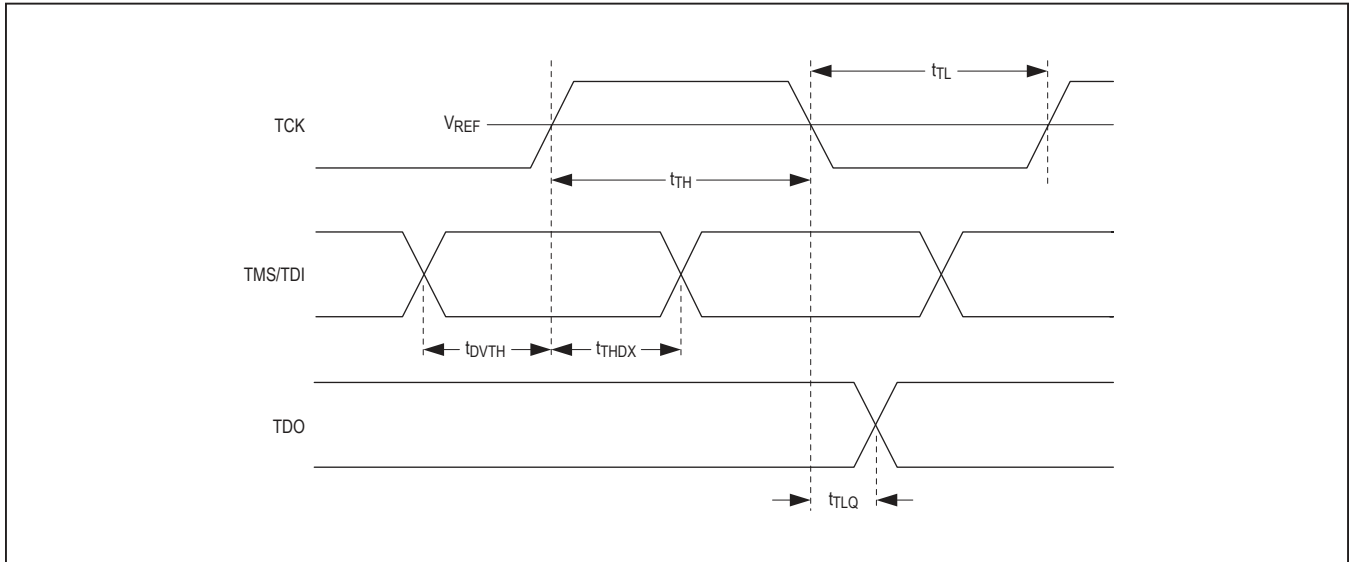 tTL
TCK
VREF
tTH
TMS/TDI
tDVTH
tTHDX
TDO
tTLQ